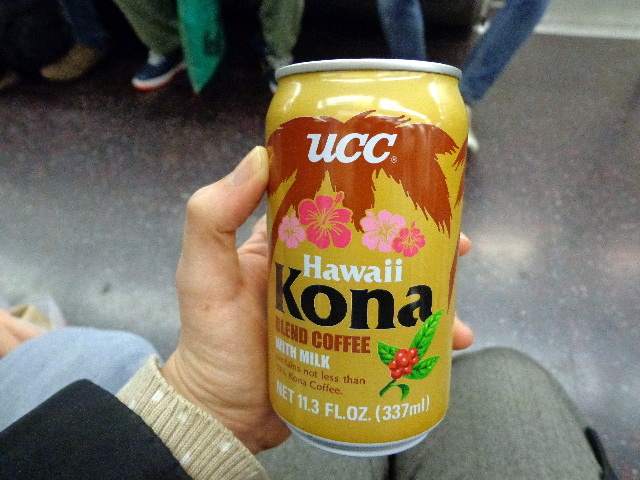 UCC®
Hawaii
Kona
BLEND COFFEE
WITH MILK
contains not less than
Kona Coffee.
NET 11.3 FL.OZ. (337ml)